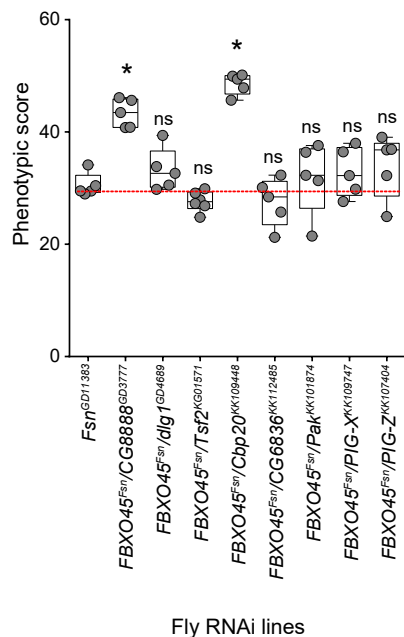 Phenotypic score
60
40
20
0
*
ns
ns
*
ns
ns
ns
ns
Fsn^GD11383
FBXO45^Fsn/CG8888^GD3777
FBXO45^Fsn/dlg1^GD4689
FBXO45^Fsn/Tsf2^KG01571
FBXO45^Fsn/Cbp20^KK109448
FBXO45^Fsn/CG6836^KK112485
FBXO45^Fsn/Pak^KK101874
FBXO45^Fsn/PIG-X^KK109747
FBXO45^Fsn/PIG-Z^KK107404
Fly RNAi lines